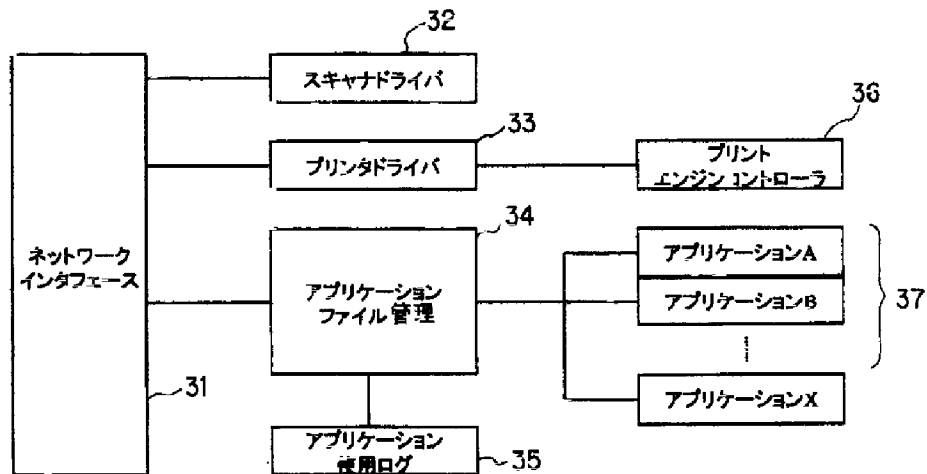 32
スキャナドライバ
33
プリンタドライバ
36
プリント
エンジン コントローラ
ネットワーク
インタフェース
31
34
アプリケーション
ファイル管理
アプリケーションA
アプリケーションB
アプリケーションX
37
アプリケーション
使用ログ
35